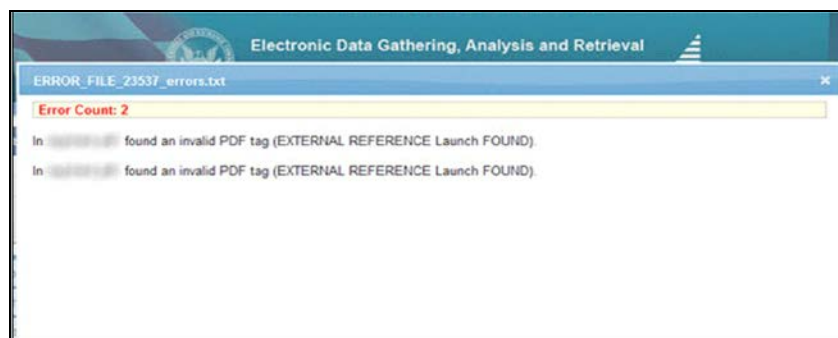 Electronic Data Gathering, Analysis and Retrieval
ERROR_FILE_23537_errors.txt
Error Count: 2
In found an invalid PDF tag (EXTERNAL REFERENCE Launch FOUND).
In found an invalid PDF tag (EXTERNAL REFERENCE Launch FOUND).